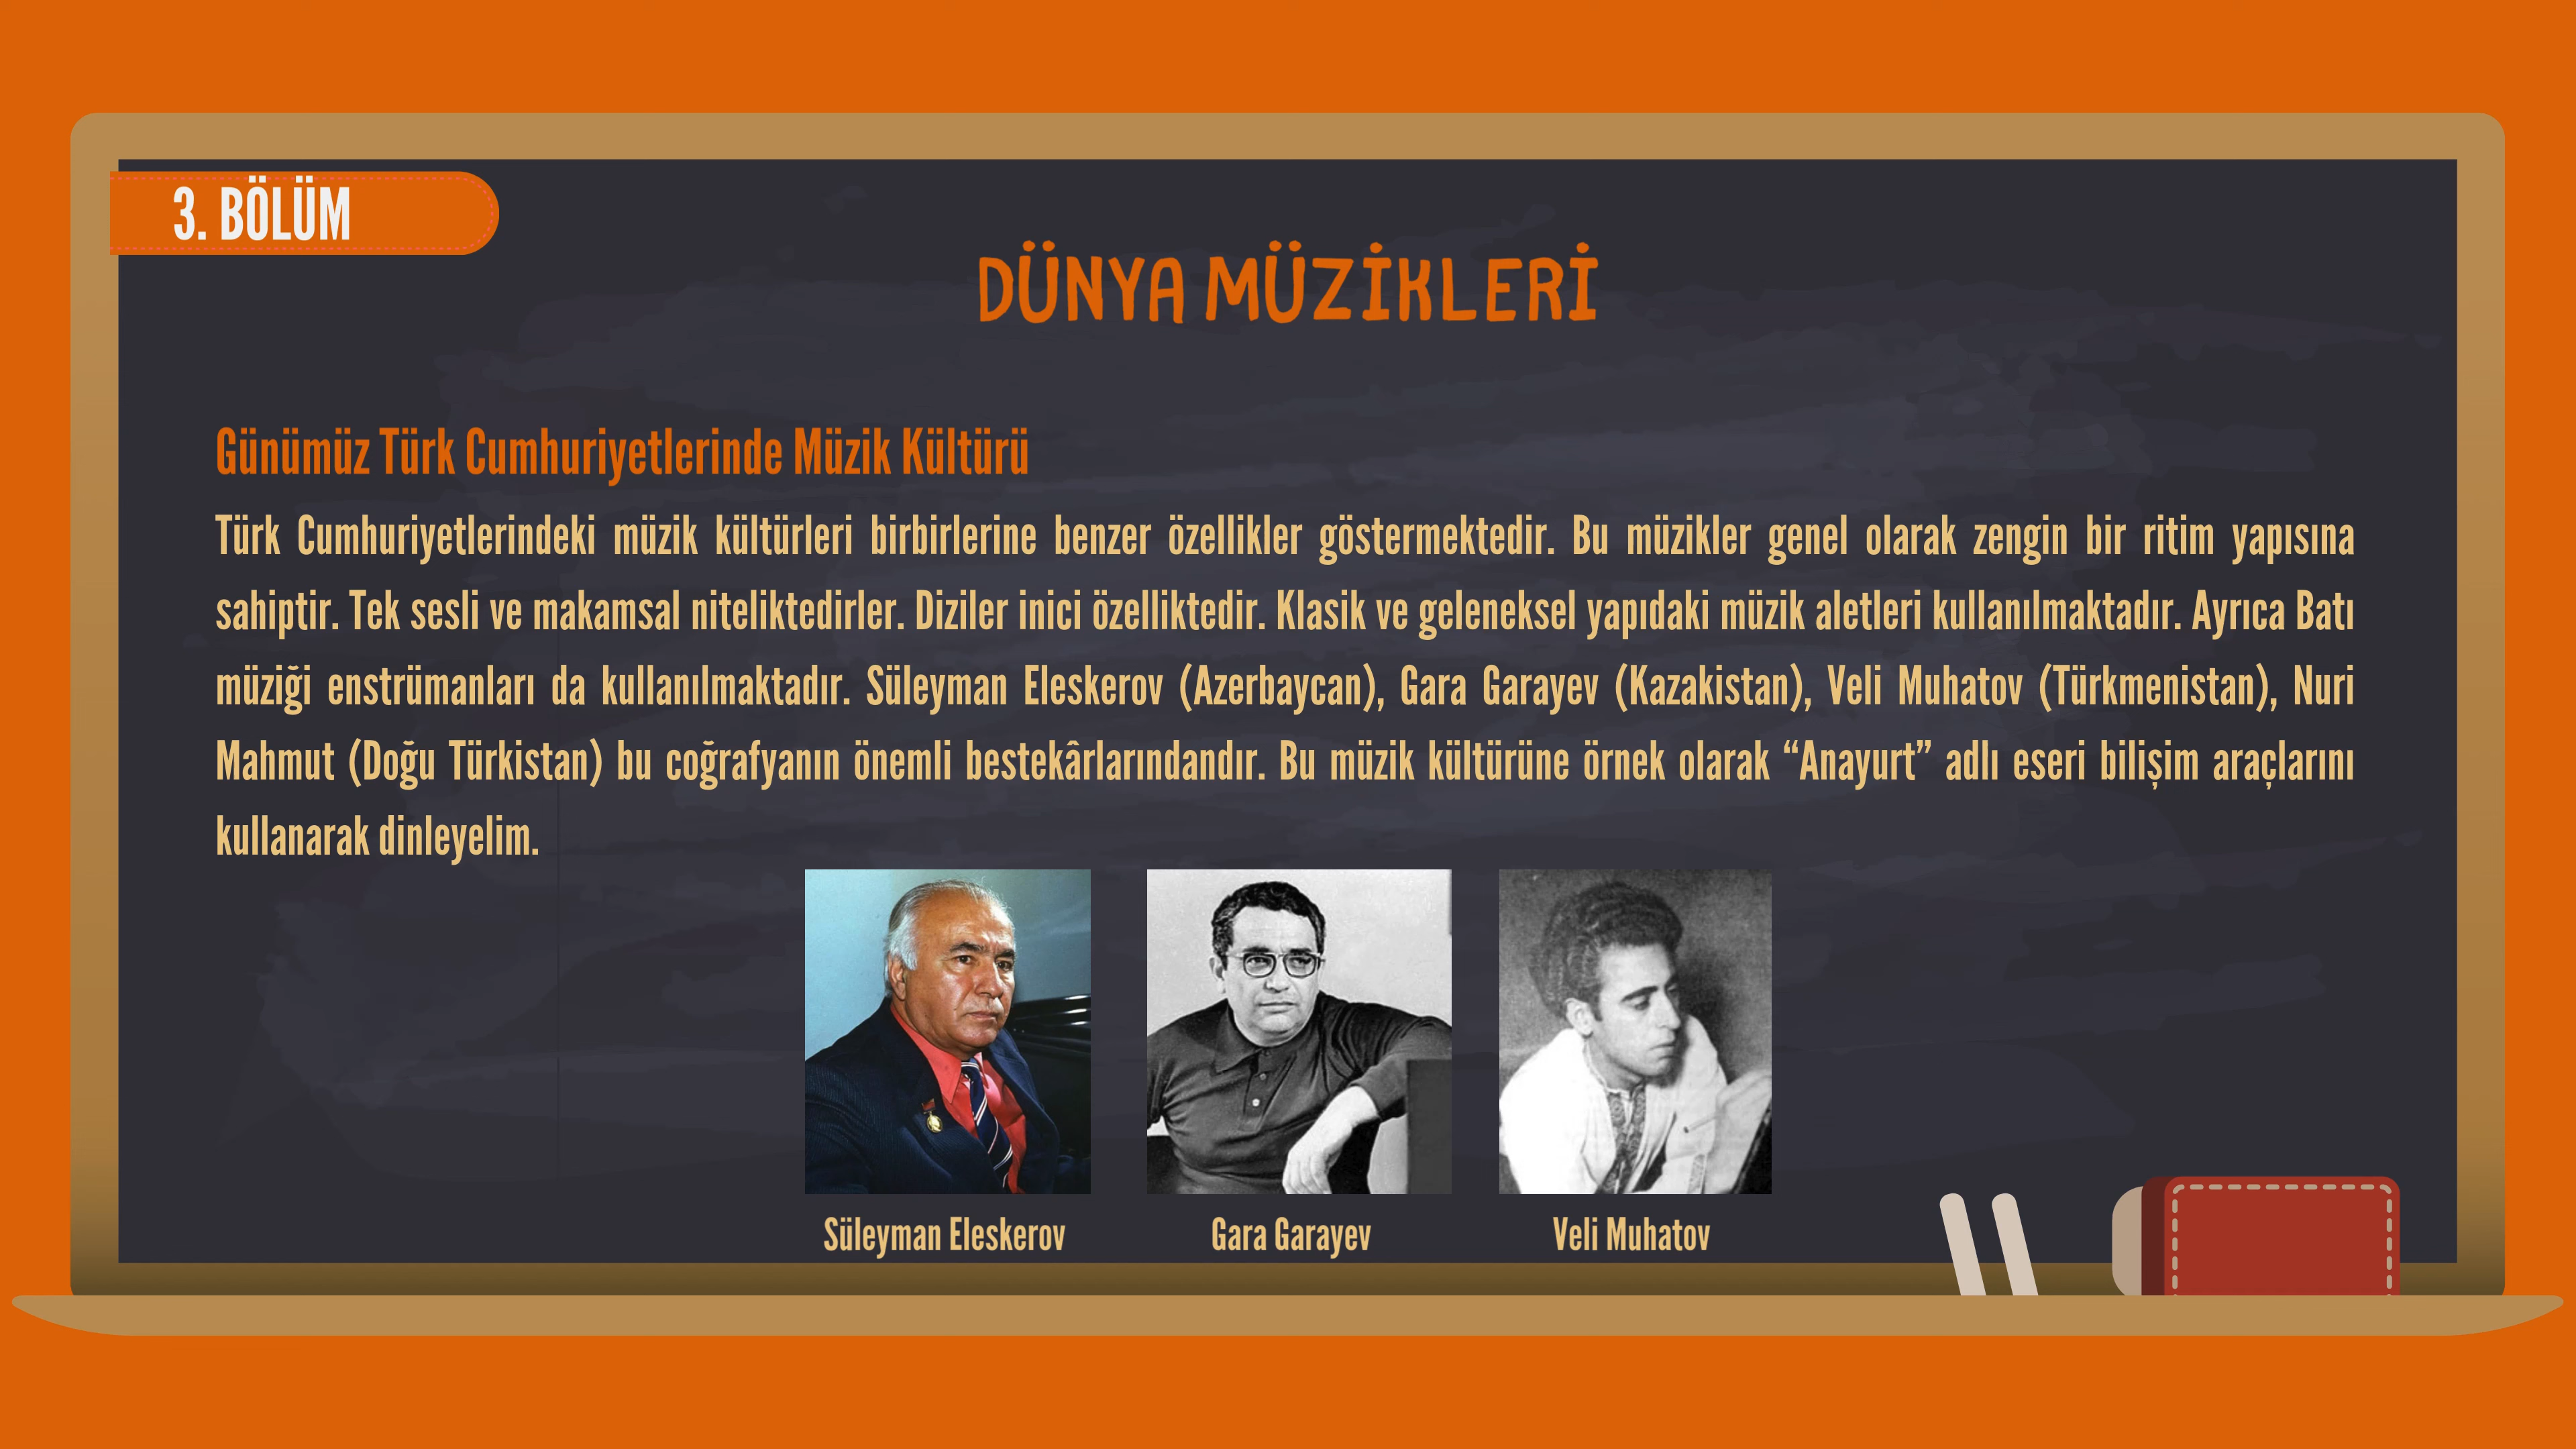 3. BÖLÜM
DÜNYA MÜZİKLERİ
Günümüz Türk Cumhuriyetlerinde Müzik Kültürü
Türk Cumhuriyetlerindeki müzik kültürleri birbirlerine benzer özellikler göstermektedir. Bu müzikler genel olarak zengin bir ritim yapısına
sahiptir. Tek sesli ve makamsal niteliktedirler. Diziler inici özelliktedir. Klasik ve geleneksel yapıdaki müzik aletleri kullanılmaktadır. Ayrıca Batı
müziği enstrümanları da kullanılmaktadır. Süleyman Eleskerov (Azerbaycan), Gara Garayev (Kazakistan), Veli Muhatov (Türkmenistan), Nuri
Mahmut (Doğu Türkistan) bu coğrafyanın önemli bestekârlarındandır. Bu müzik kültürüne örnek olarak “Anayurt” adlı eseri bilişim araçlarını
kullanarak dinleyelim.
Süleyman Eleskerov
Gara Garayev
Veli Muhatov